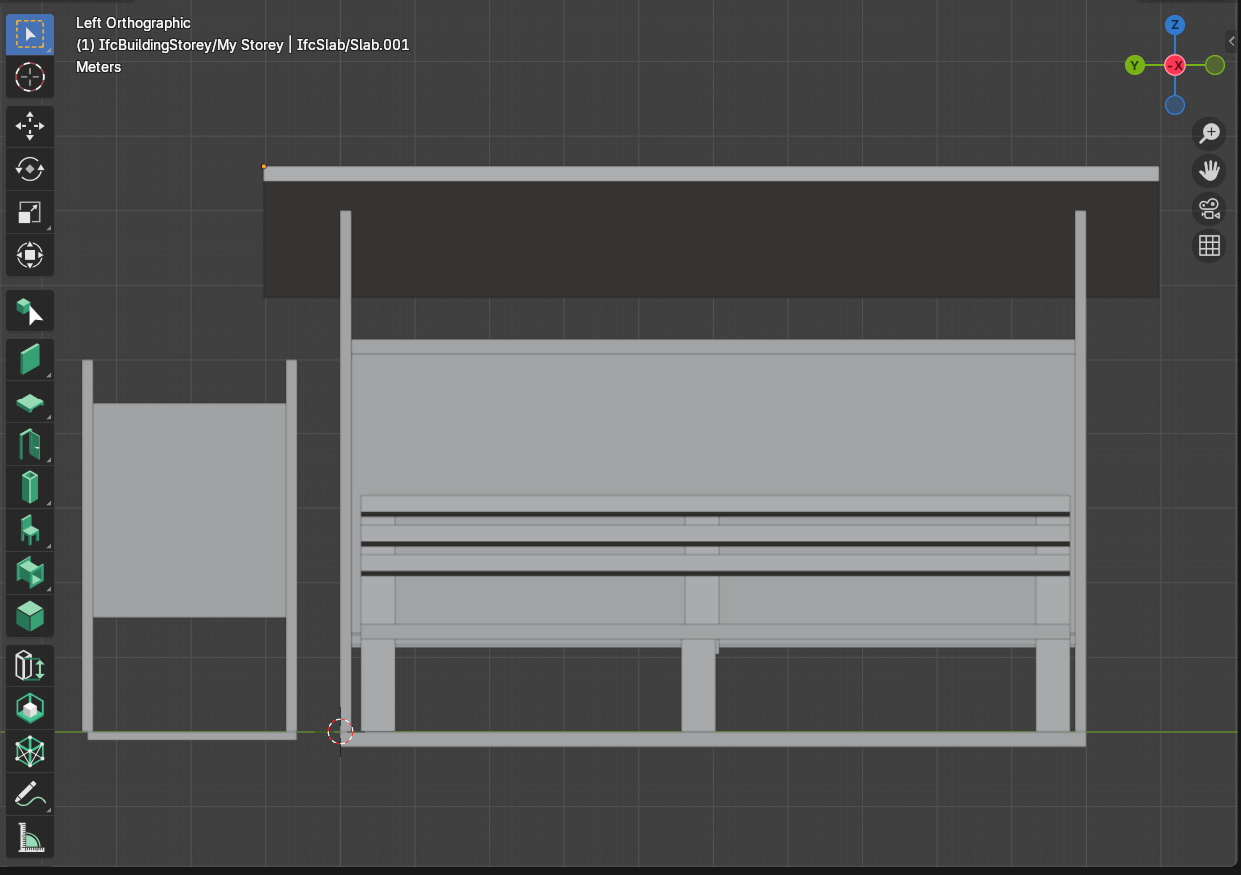 Left Orthographic
(1) IfcBuildingStorey/My Storey | IfcSlab/Slab.001
Meters
Z
Y
-X